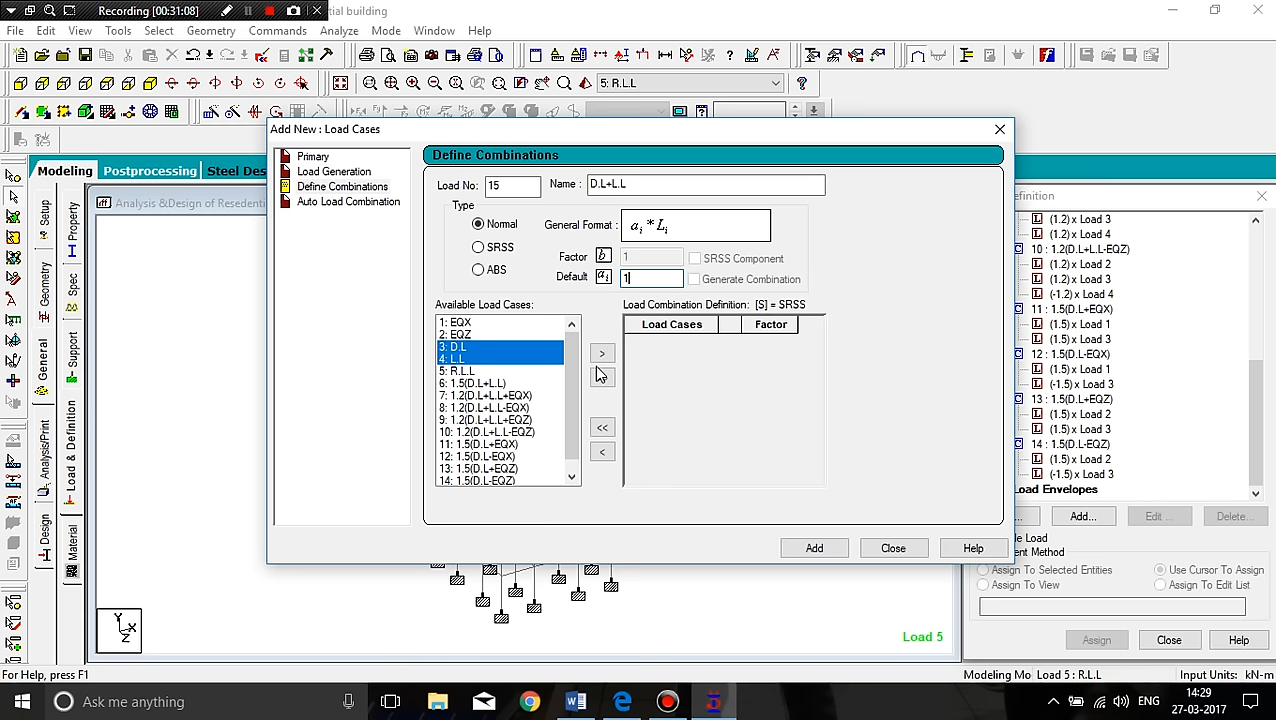 Recording [00:31:08]
tial building
File Edit View Tools Select Geometry Commands Analyze Mode Window Help
5: R.L.L
Modeling Postprocessing Steel Des
Analysis&Design of Resedenti
Setup
Geometry
General
Analysis/Print
Design
Property
Spec
Support
Load & Definition
Material
Add New : Load Cases
Primary
Load Generation
Define Combinations
Auto Load Combination
Define Combinations
Load No: 15 Name : D.L+L.L
Type
Normal General Format : ai * Li
SRSS Factor b 1 SRSS Component
ABS Default ai 1 Generate Combination
Available Load Cases: Load Combination Definition: [S] = SRSS
1: EQX
2: EQZ
3: D.L
4: L.L
5: R.L.L
6: 1.5(D.L+L.L)
7: 1.2(D.L+L.L+EQX)
8: 1.2(D.L+L.L-EQX)
9: 1.2(D.L+L.L+EQZ)
10: 1.2(D.L+L.L-EQZ)
11: 1.5(D.L+EQX)
12: 1.5(D.L-EQX)
13: 1.5(D.L+EQZ)
14: 1.5(D.L-EQZ)
>
<<
<
Load Cases Factor
Add Close Help
efinition
L (1.2) x Load 3
L (1.2) x Load 4
C 10 : 1.2(D.L+L.L-EQZ)
L (1.2) x Load 2
L (1.2) x Load 3
L (-1.2) x Load 4
C 11 : 1.5(D.L+EQX)
L (1.5) x Load 1
L (1.5) x Load 3
C 12 : 1.5(D.L-EQX)
L (1.5) x Load 1
L (-1.5) x Load 3
C 13 : 1.5(D.L+EQZ)
L (1.5) x Load 2
L (1.5) x Load 3
C 14 : 1.5(D.L-EQZ)
L (1.5) x Load 2
L (-1.5) x Load 3
oad Envelopes
... Add... Edit ... Delete...
le Load
ent Method
Assign To Selected Entities Use Cursor To Assign
Assign To View Assign To Edit List
Assign Close Help
Y
X
Z
Load 5
For Help, press F1 Modeling Mo Load 5 : R.L.L Input Units: kN-m
Ask me anything ENG 14:29
27-03-2017